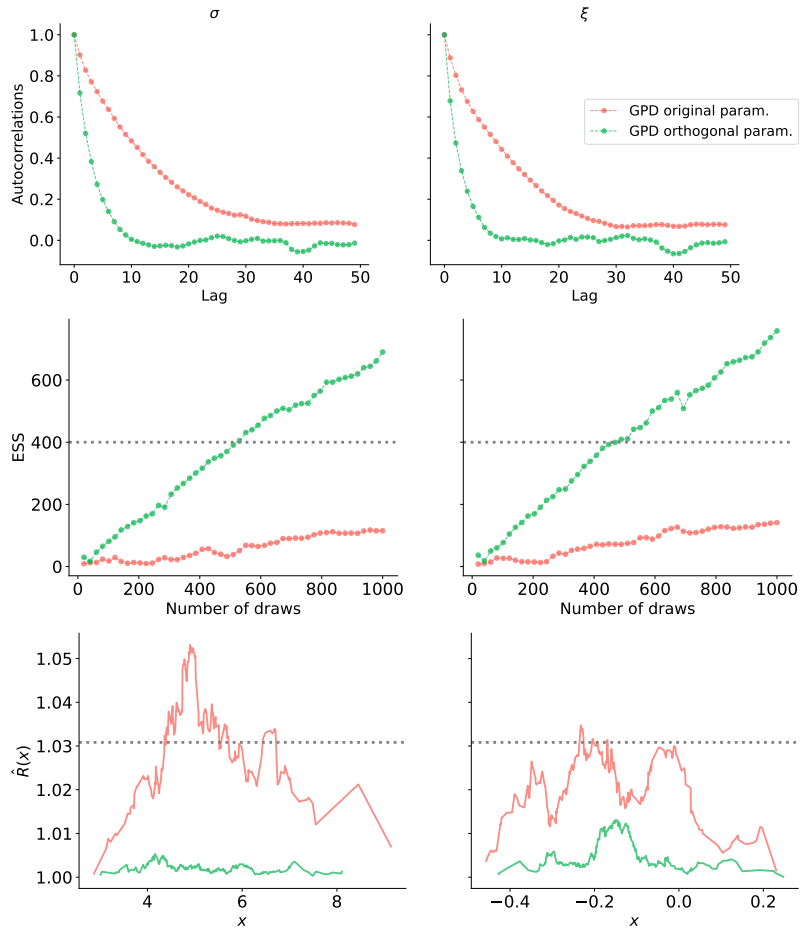 σ
ξ
Autocorrelations
1.0
0.8
0.6
0.4
0.2
0.0
0 10 20 30 40 50
Lag
0 10 20 30 40 50
Lag
GPD original param.
GPD orthogonal param.
ESS
600
400
200
0
0 200 400 600 800 1000
Number of draws
0 200 400 600 800 1000
Number of draws
R̂(x)
1.05
1.04
1.03
1.02
1.01
1.00
4 6 8
x
−0.4 −0.2 0.0 0.2
x